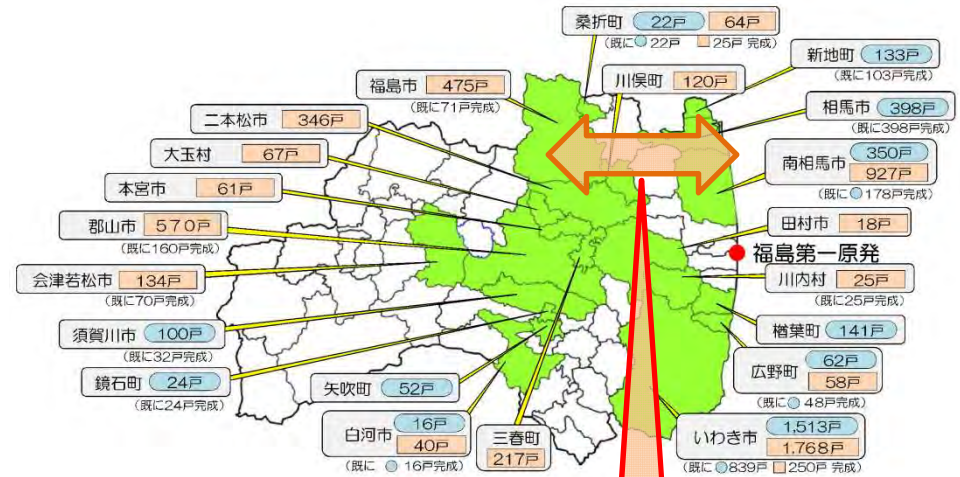 桑折町 22戸 64戸
(既に 22戸 25戸 完成)
新地町 133戸
(既に103戸完成)
川俣町 120戸
福島市 475戸
(既に71戸完成)
相馬市 398戸
(既に398戸完成)
二本松市 346戸
大玉村 67戸
南相馬市 350戸
927戸
(既に 178戸完成)
本宮市 61戸
郡山市 570戸
(既に160戸完成)
田村市 18戸
福島第一原発
会津若松市 134戸
(既に70戸完成)
川内村 25戸
(既に25戸完成)
須賀川市 100戸
(既に32戸完成)
楢葉町 141戸
鏡石町 24戸
(既に24戸完成)
矢吹町 52戸
広野町 62戸
58戸
(既に 48戸完成)
白河市 16戸
40戸
(既に 16戸完成)
三春町
217戸
いわき市 1,513戸
1,768戸
(既に 839戸 250戸 完成)